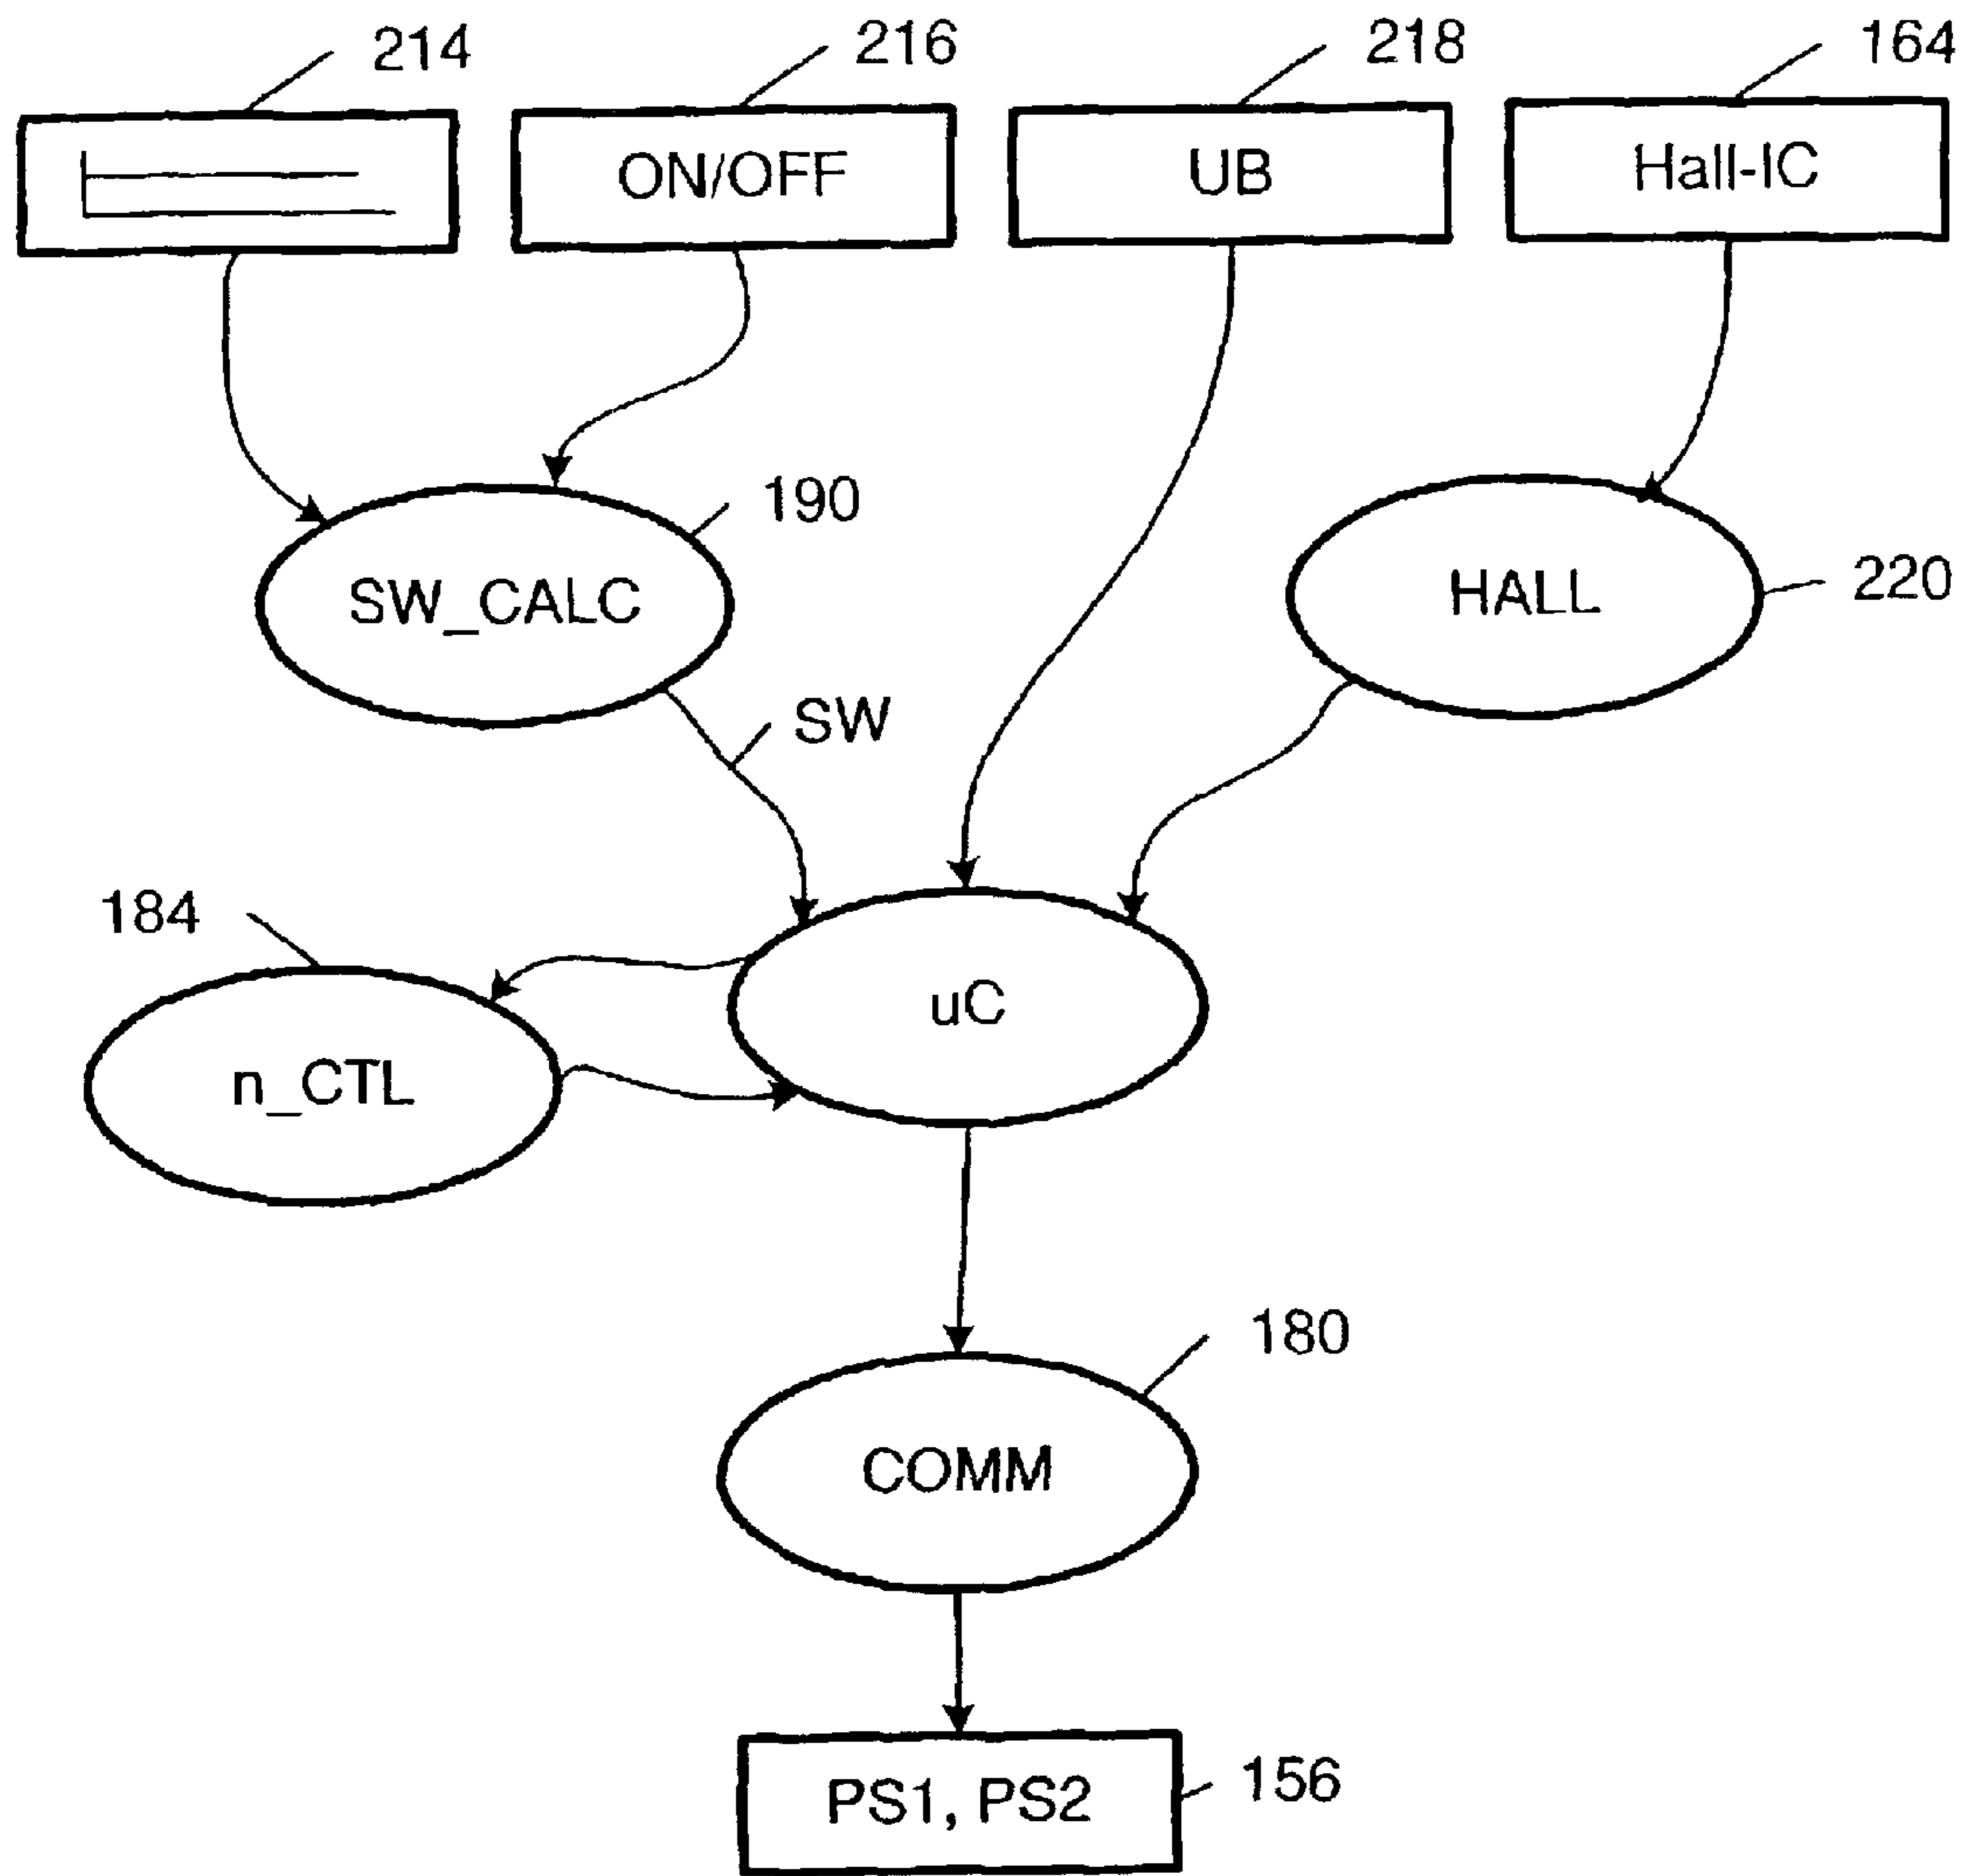 214
216
218
164
ON/OFF
UB
Hall-IC
190
SW_CALC
HALL
220
SW
184
uC
n_CTL
180
COMM
PS1, PS2
156